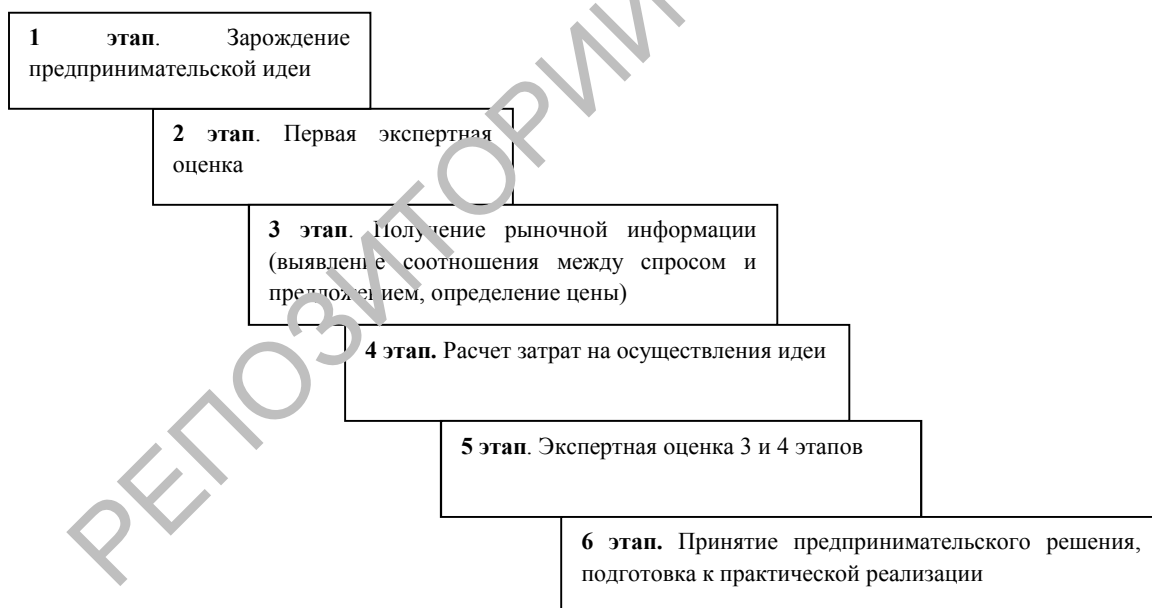 1 этап. Зарождение
предпринимательской идеи
2 этап. Первая экспертная
оценка
3 этап. Получение рыночной информации
(выявление соотношения между спросом и
предложением, определение цены)
4 этап. Расчет затрат на осуществления идеи
5 этап. Экспертная оценка 3 и 4 этапов
6 этап. Принятие предпринимательского решения,
подготовка к практической реализации
РЕПОЗИТОРИЙ